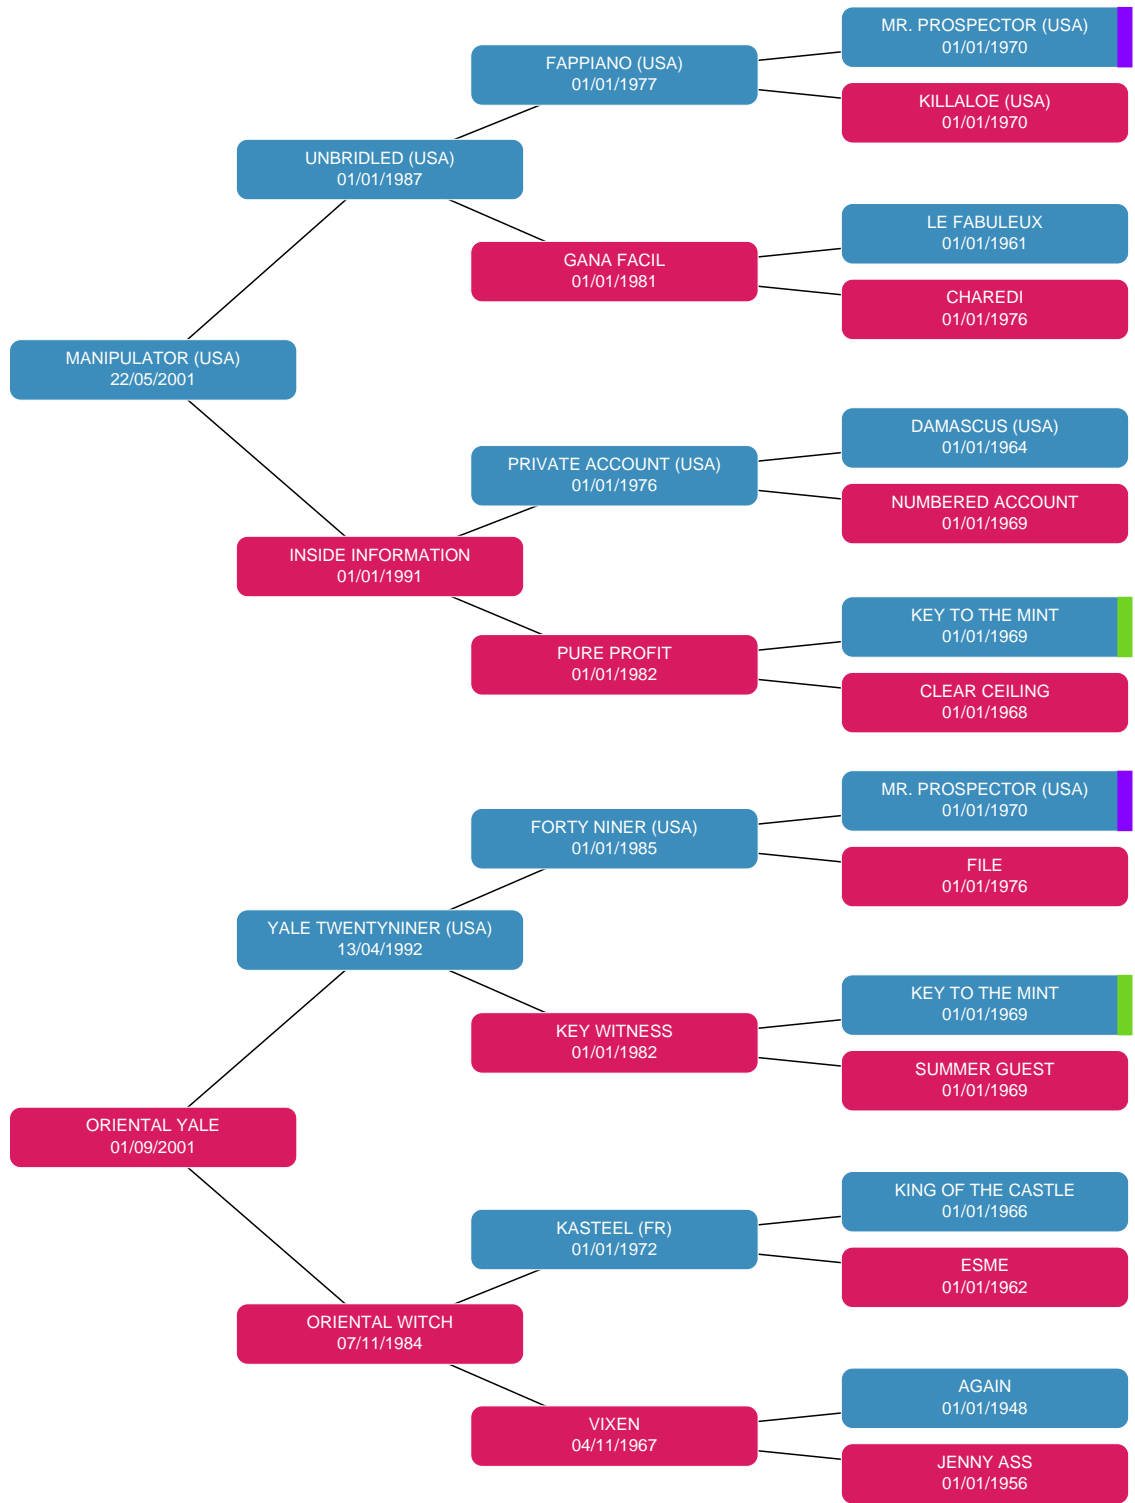 MR. PROSPECTOR (USA)
01/01/1970
FAPPIANO (USA)
01/01/1977
KILLALOE (USA)
01/01/1970
UNBRIDLED (USA)
01/01/1987
LE FABULEUX
01/01/1961
GANA FACIL
01/01/1981
CHAREDI
01/01/1976
MANIPULATOR (USA)
22/05/2001
DAMASCUS (USA)
01/01/1964
PRIVATE ACCOUNT (USA)
01/01/1976
NUMBERED ACCOUNT
01/01/1969
INSIDE INFORMATION
01/01/1991
KEY TO THE MINT
01/01/1969
PURE PROFIT
01/01/1982
CLEAR CEILING
01/01/1968
MR. PROSPECTOR (USA)
01/01/1970
FORTY NINER (USA)
01/01/1985
FILE
01/01/1976
YALE TWENTYNINER (USA)
13/04/1992
KEY TO THE MINT
01/01/1969
KEY WITNESS
01/01/1982
SUMMER GUEST
01/01/1969
ORIENTAL YALE
01/09/2001
KING OF THE CASTLE
01/01/1966
KASTEEL (FR)
01/01/1972
ESME
01/01/1962
ORIENTAL WITCH
07/11/1984
AGAIN
01/01/1948
VIXEN
04/11/1967
JENNY ASS
01/01/1956